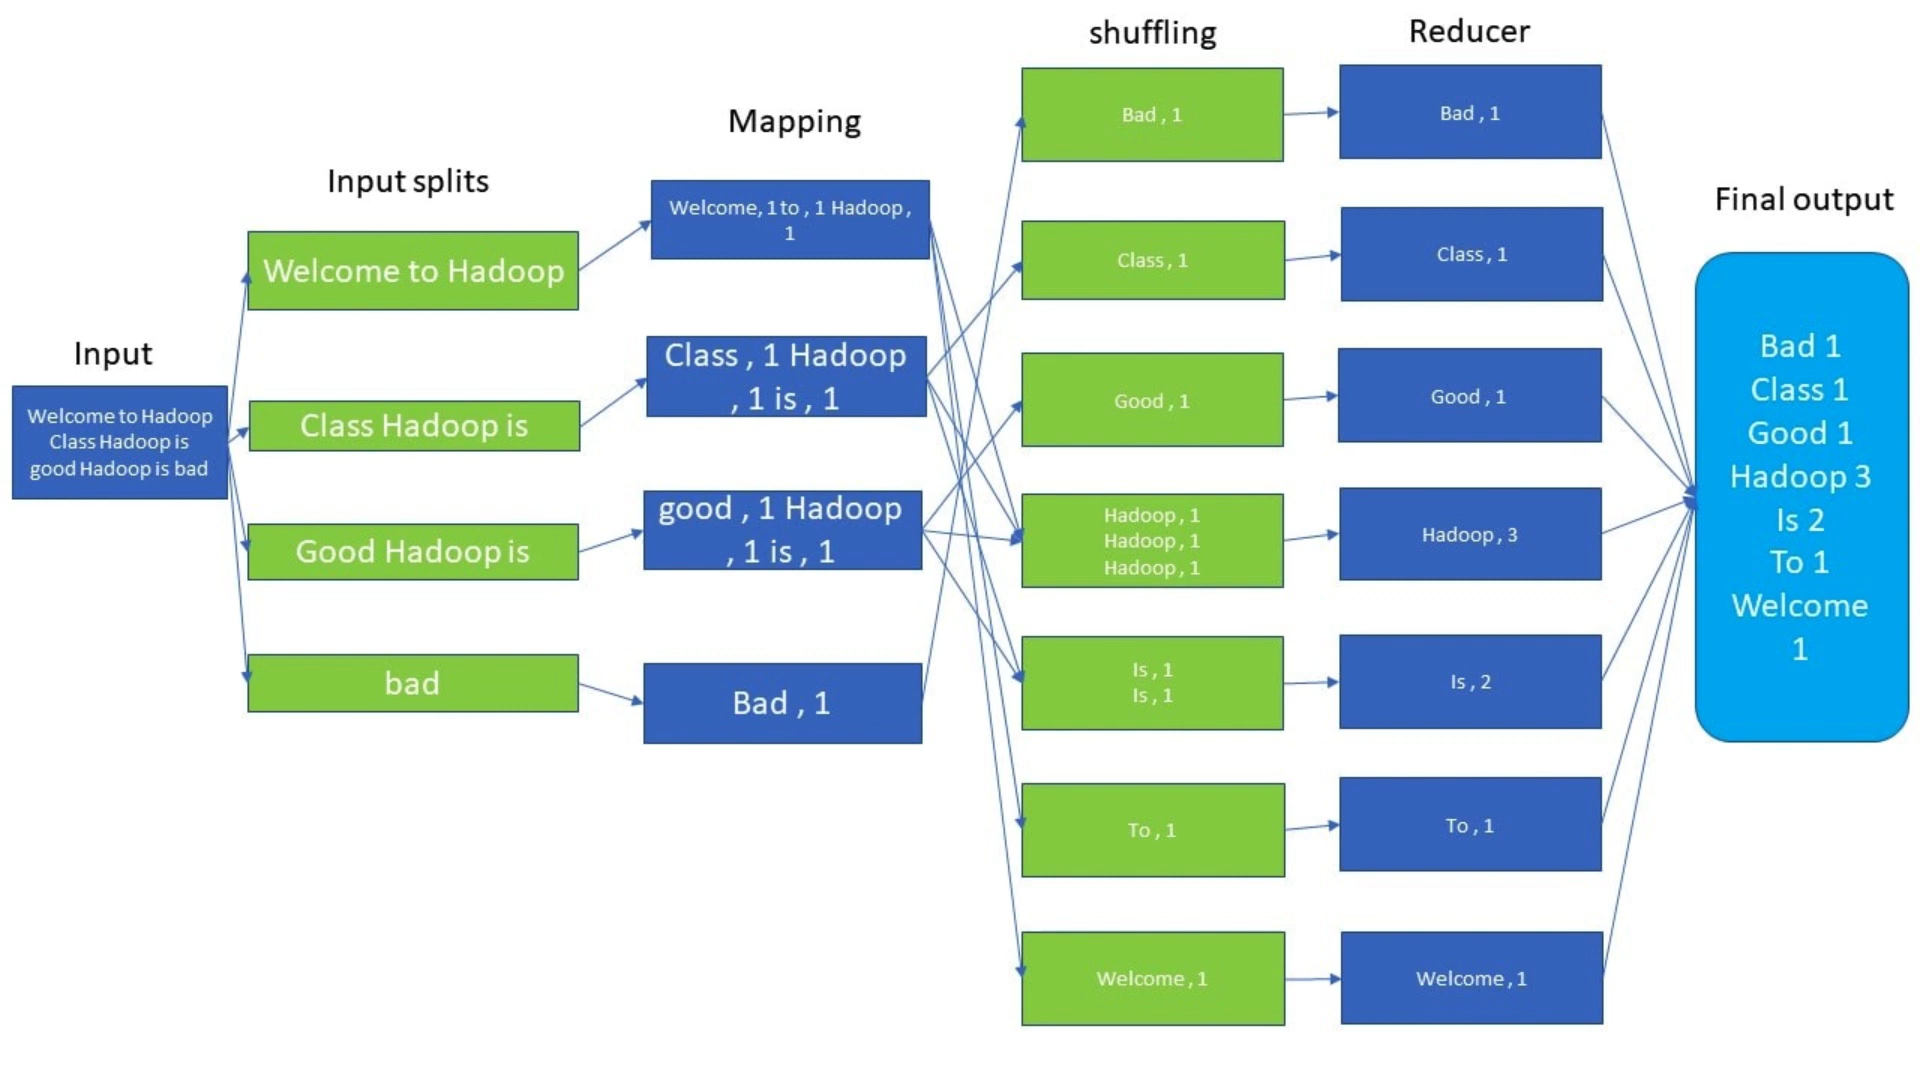 Input
Welcome to Hadoop
Class Hadoop is
good Hadoop is bad
Input splits
Welcome to Hadoop
Class Hadoop is
Good Hadoop is
bad
Mapping
Welcome, 1 to , 1 Hadoop ,
1
Class , 1 Hadoop
, 1 is , 1
good , 1 Hadoop
, 1 is , 1
Bad , 1
shuffling
Bad , 1
Class , 1
Good , 1
Hadoop , 1
Hadoop , 1
Hadoop , 1
Is , 1
Is , 1
To , 1
Welcome , 1
Reducer
Bad , 1
Class , 1
Good , 1
Hadoop , 3
Is , 2
To , 1
Welcome , 1
Final output
Bad 1
Class 1
Good 1
Hadoop 3
Is 2
To 1
Welcome
1